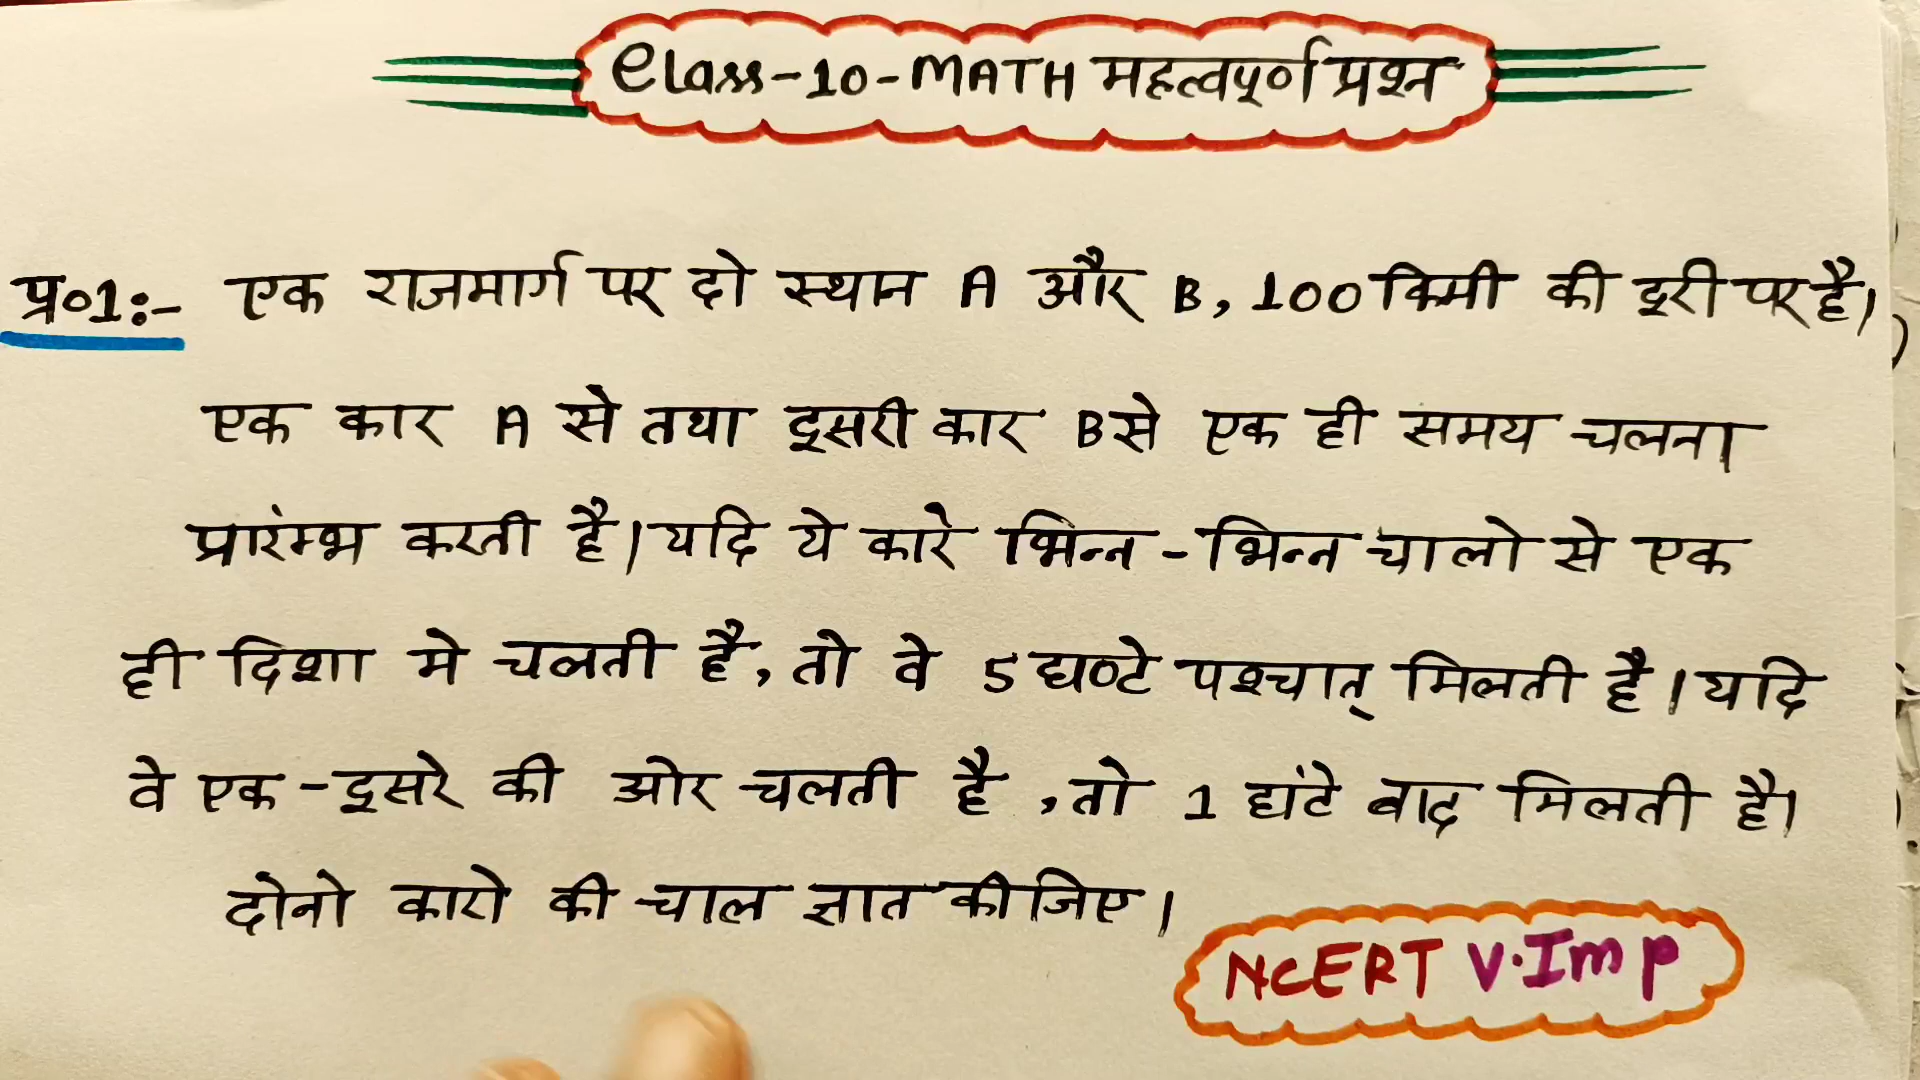 Class-10-MATH महत्वपूर्ण प्रश्न
प्र०1:- एक राजमार्ग पर दो स्थान A और B, 100 किमी की दूरी पर है।
एक कार A से तथा दूसरी कार B से एक ही समय चलना
प्रारंम्भ करती है। यदि ये कारे भिन्न - भिन्न चालो से एक
ही दिशा मे चलती है, तो वे 5 घण्टे पश्चात् मिलती है। यदि
वे एक - दूसरे की ओर चलती है, तो 1 घंटे बाद मिलती है।
दोनो कारो की चाल ज्ञात कीजिए।
NCERT V.Imp